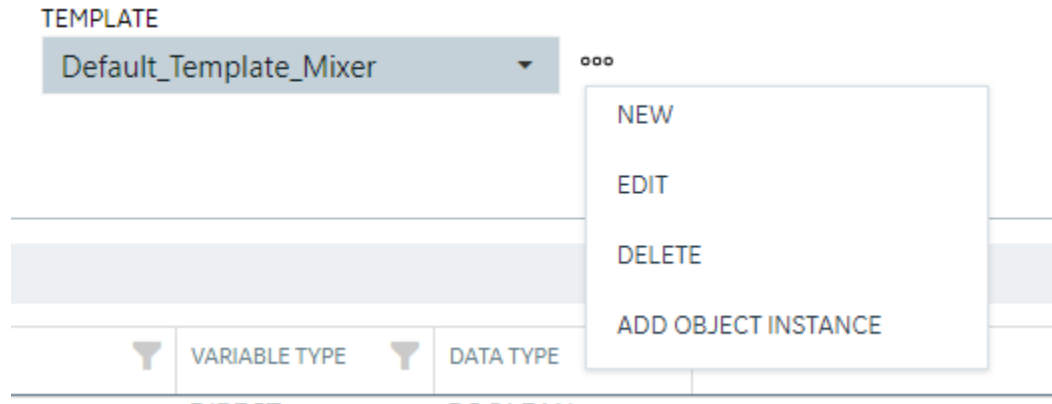 TEMPLATE
Default_Template_Mixer
NEW
EDIT
DELETE
ADD OBJECT INSTANCE
VARIABLE TYPE
DATA TYPE